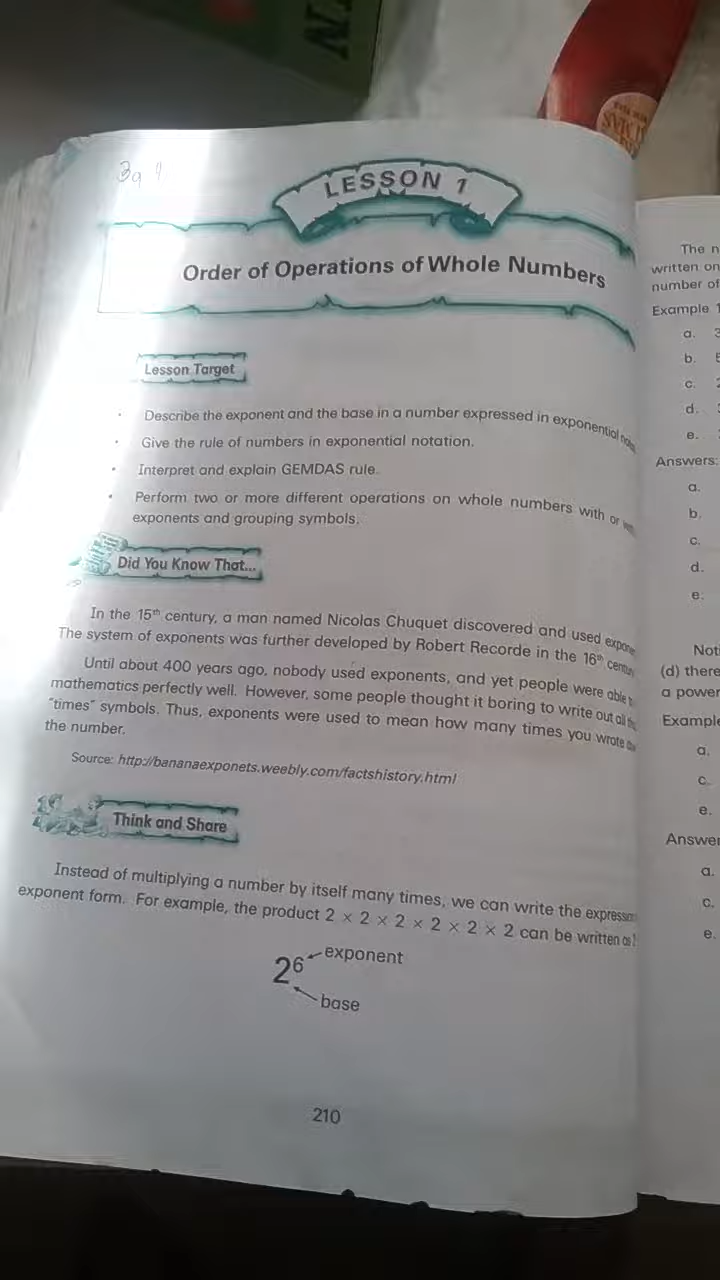 LESSON 1
Order of Operations of Whole Numbers
Lesson Target
• Describe the exponent and the base in a number expressed in exponential
• Give the rule of numbers in exponential notation.
• Interpret and explain GEMDAS rule.
• Perform two or more different operations on whole numbers with or
exponents and grouping symbols.
Did You Know That...
In the 15th century, a man named Nicolas Chuquet discovered and used
The system of exponents was further developed by Robert Recorde in the 16th
Until about 400 years ago, nobody used exponents, and yet people were able
mathematics perfectly well. However, some people thought it boring to write out all
"times" symbols. Thus, exponents were used to mean how many times you wrote
the number.
Source: http://bananaexponets.weebly.com/factshistory.html
Think and Share
Instead of multiplying a number by itself many times, we can write the
exponent form. For example, the product 2 × 2 × 2 × 2 × 2 × 2 can be written as
2⁶
exponent
base
210
The
written on
number of
Example
a.
b.
c.
d.
e.
Answers:
a.
b.
c.
d.
e.
(d) there
a power
Example
a.
c.
e.
a.
c.
e.